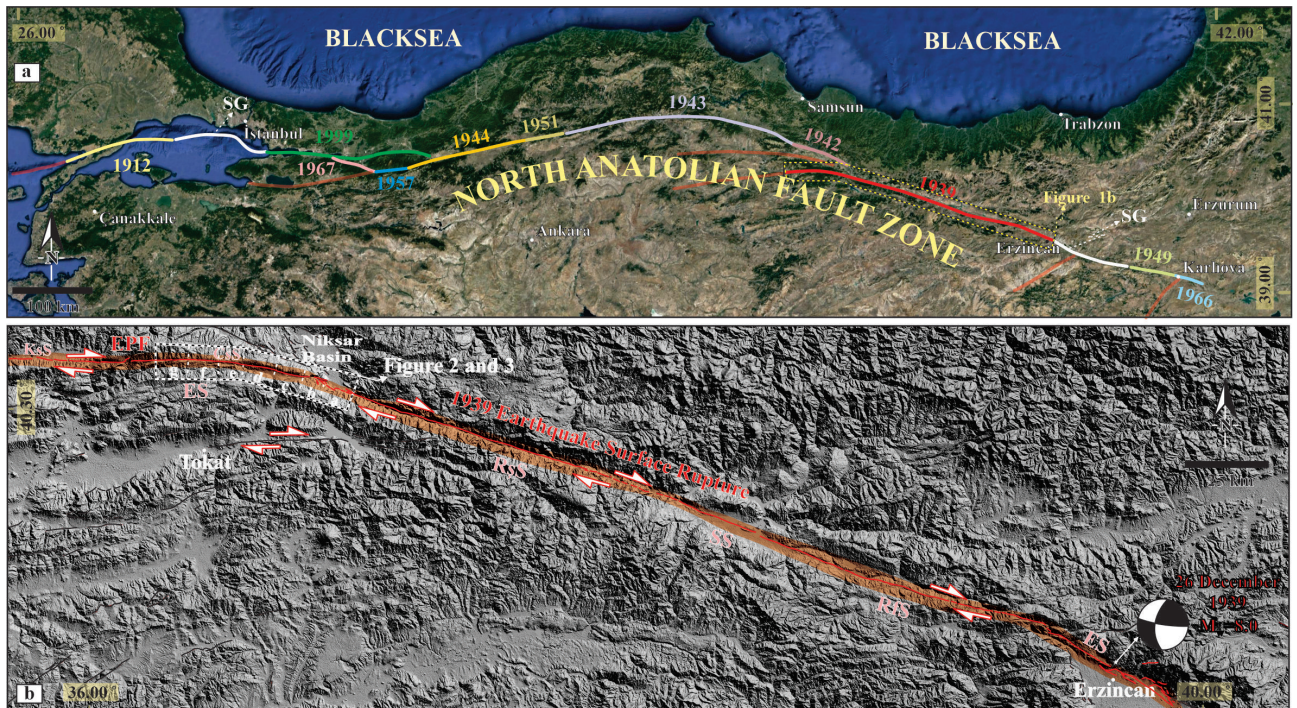 26.00°
BLACKSEA
BLACKSEA
42.00
a
SG
İstanbul
Samsun
Trabzon
41.00
1999
1944
1951
1943
1942
1912
1967
1957
1939
NORTH ANATOLIAN FAULT ZONE
Figure 1b
SG
Çanakkale
Ankara
Erzurum
Erzincan
1949
Karlıova
1966
39.00
N
100 km
EPF
Niksar
Basin
Figure 2 and 3
ES
40.50
1939 Earthquake Surface Rupture
Tokat
RsS
RfS
26 December
1939
ES
b
36.00°
Erzincan
40.00